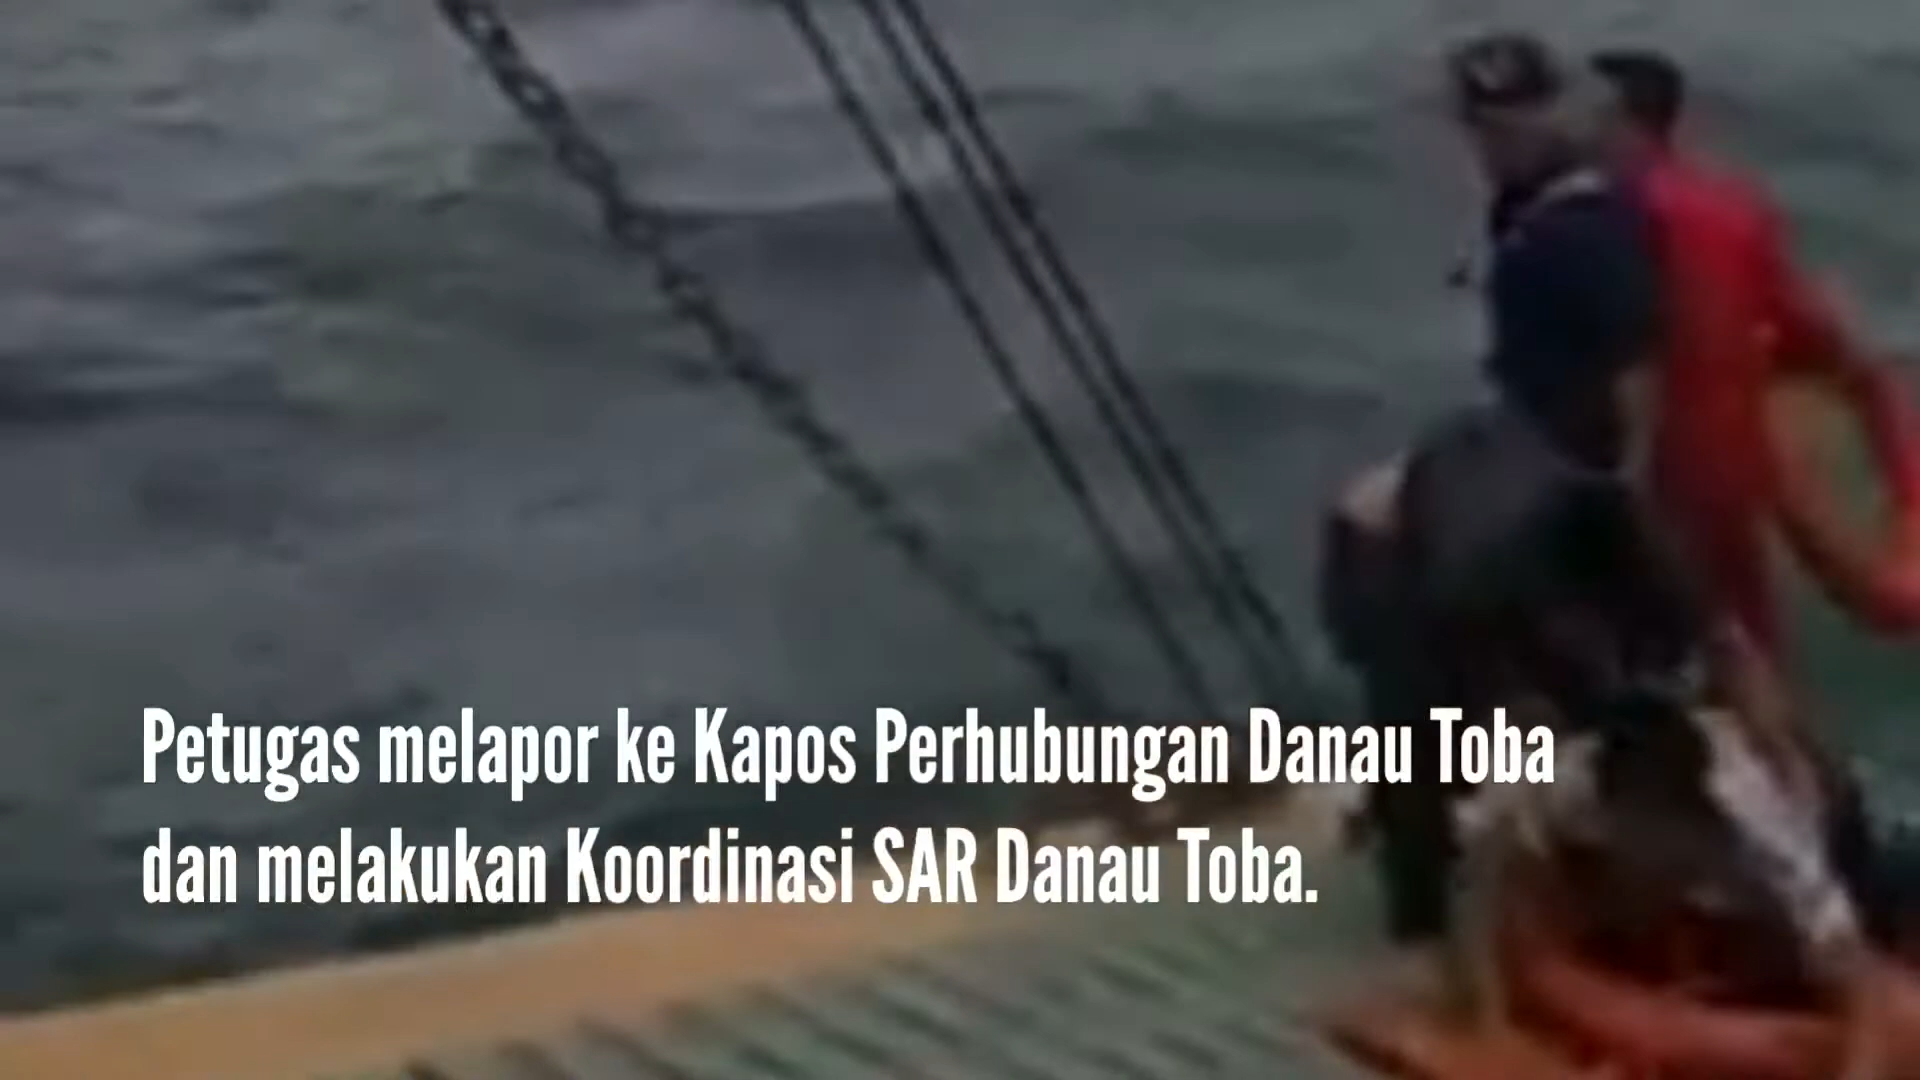 Petugas melapor ke Kapos Perhubungan Danau Toba
dan melakukan Koordinasi SAR Danau Toba.